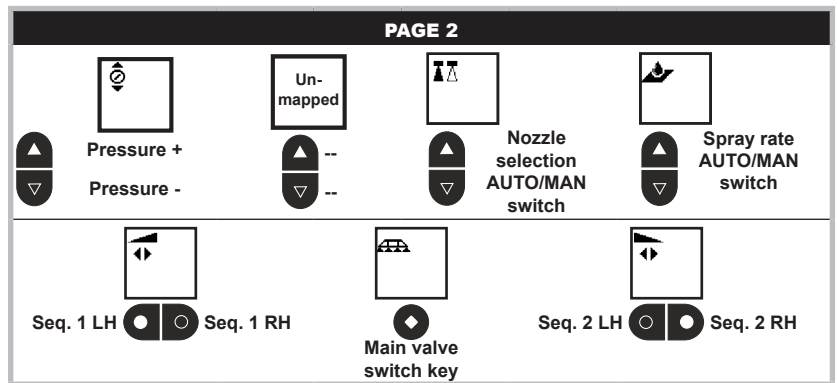 PAGE 2
Un-
mapped
Pressure +
Pressure -
--
--
Nozzle
selection
AUTO/MAN
switch
Spray rate
AUTO/MAN
switch
Seq. 1 LH
Seq. 1 RH
Main valve
switch key
Seq. 2 LH
Seq. 2 RH